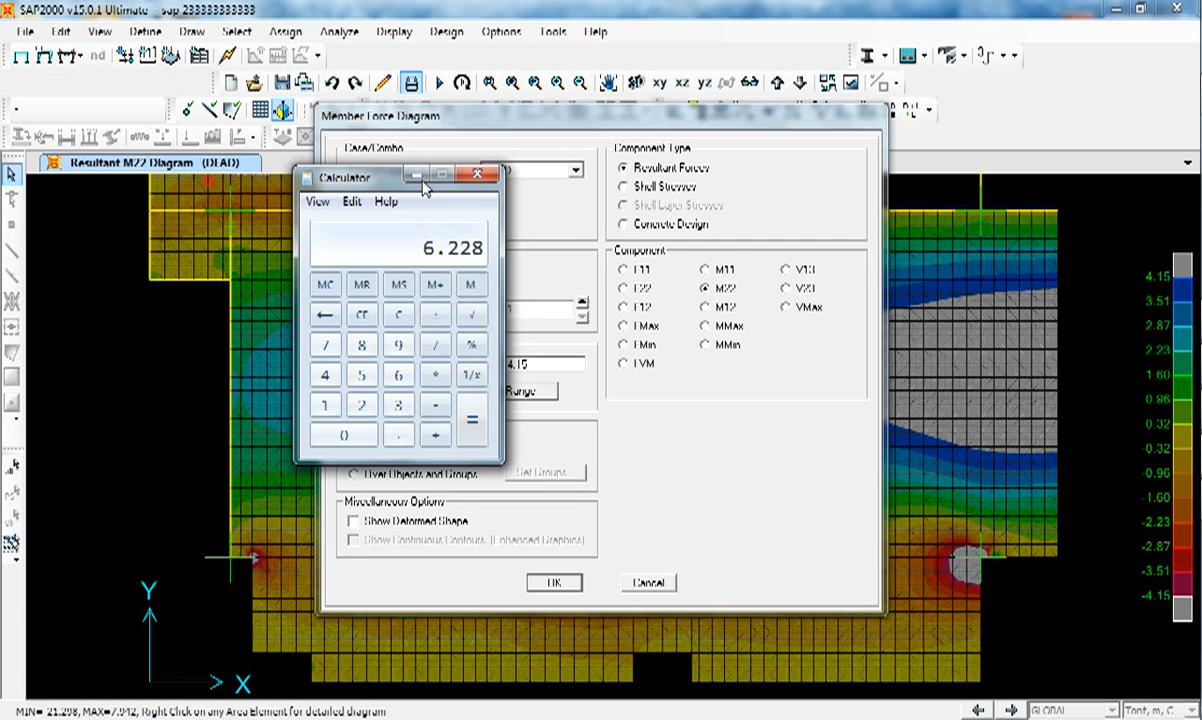 SAP2000 v15.0.1 Ultimate - sap 233333333333
File Edit View Define Draw Select Assign Analyze Display Design Options Tools Help
nd
xy xz yz
Member Force Diagram
Resultant M22 Diagram (DEAD)
Case/Combo
Component Type
Resultant Forces
Shell Stresses
Shell Layer Stresses
Concrete Design
Calculator
View Edit Help
6.228
MC MR MS M+ M
← CE C √
7 8 9 / %
4 5 6 * 1/x
1 2 3 - =
0 . +
Component
F11 M11 V13
F22 M22 V23
F12 M12 VMax
FMax MMax
FMin MMin
FVM
1
4.15
Range
Over Objects and Groups
Set Groups
Miscellaneous Options
Show Deformed Shape
Show Continuous Contours (Enhanced Graphics)
OK Cancel
4.15
3.51
2.87
2.23
1.60
0.96
0.32
-0.32
-0.96
-1.60
-2.23
-2.87
-3.51
-4.15
Y
X
MIN=-21.298, MAX=7.942, Right Click on any Area Element for detailed diagram
GLOBAL
Tonf, m, C